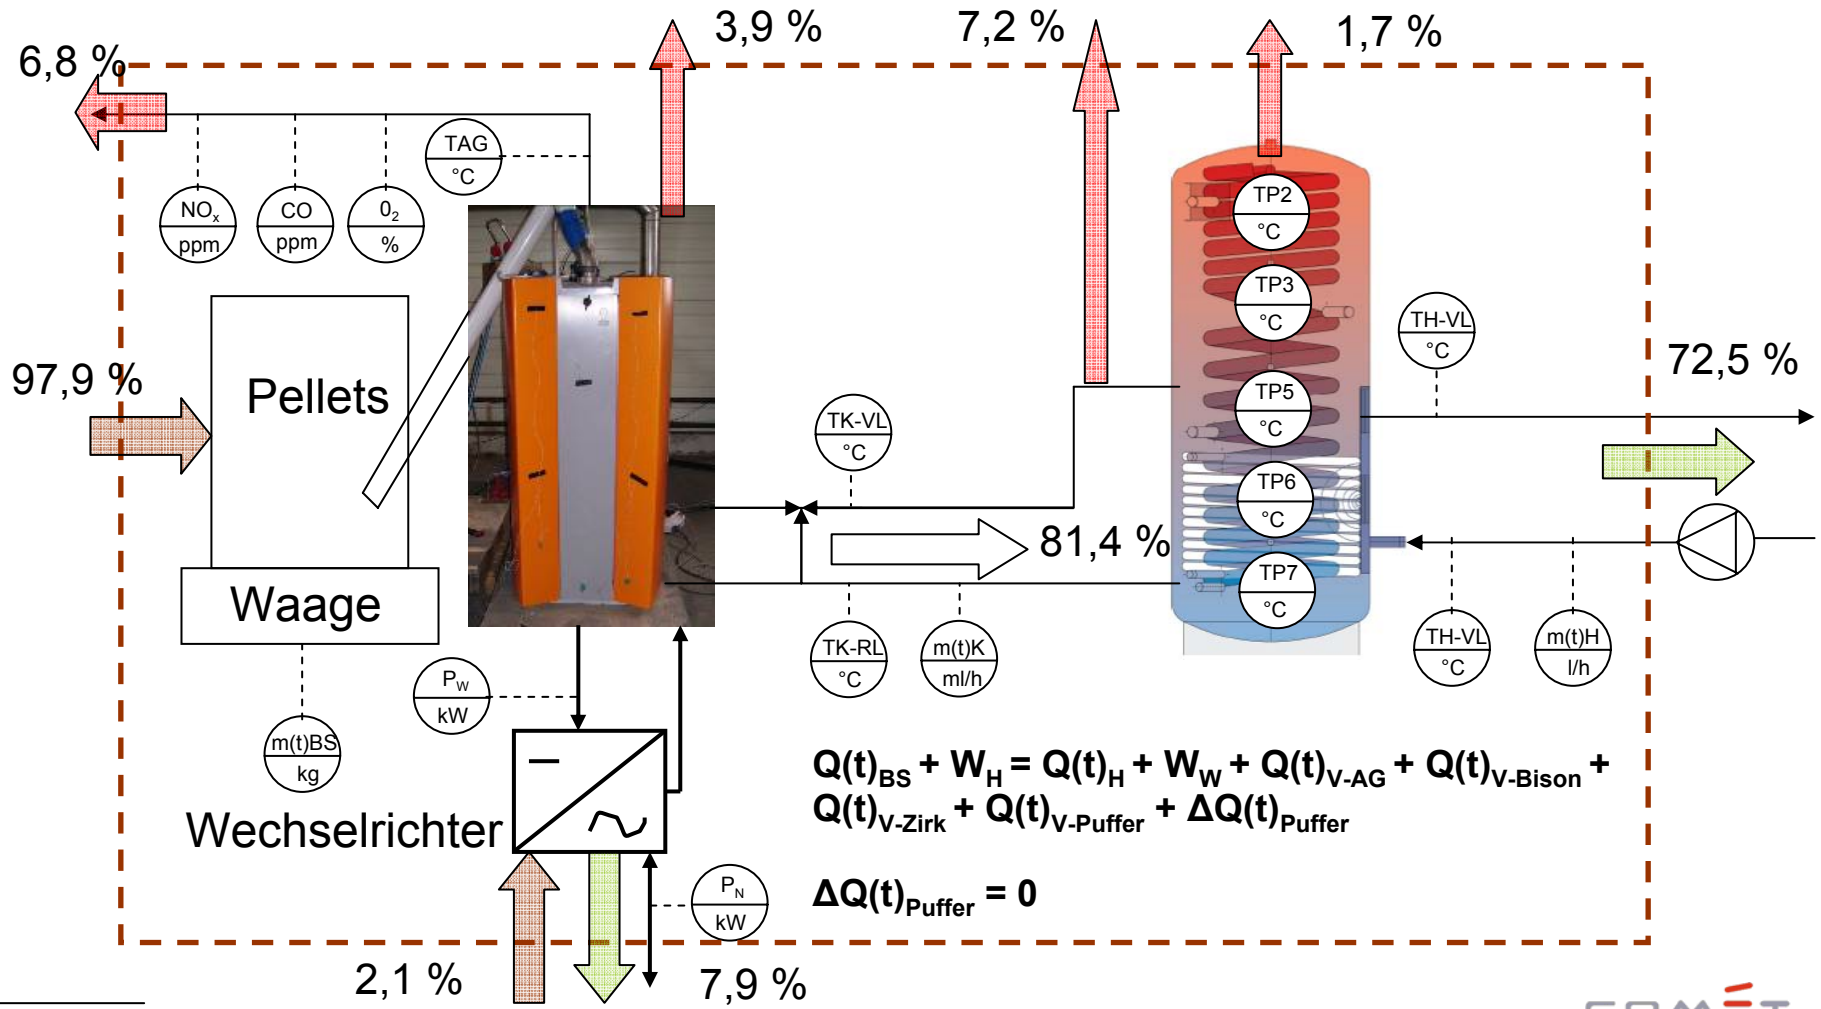 3,9 %
7,2 %
1,7 %
6,8 %
TAG
°C
NOx
ppm
CO
ppm
02
%
TP2
°C
TP3
°C
TH-VL
°C
97,9 %
Pellets
72,5 %
TP5
°C
TK-VL
°C
TP6
°C
81,4 %
TP7
°C
Waage
TK-RL
°C
m(t)K
ml/h
TH-VL
°C
m(t)H
l/h
PW
kW
m(t)BS
kg
Q(t)BS + WH = Q(t)H + WW + Q(t)V-AG + Q(t)V-Bison +
Q(t)V-Zirk + Q(t)V-Puffer + ΔQ(t)Puffer
Wechselrichter
PN
kW
ΔQ(t)Puffer = 0
2,1 %
7,9 %